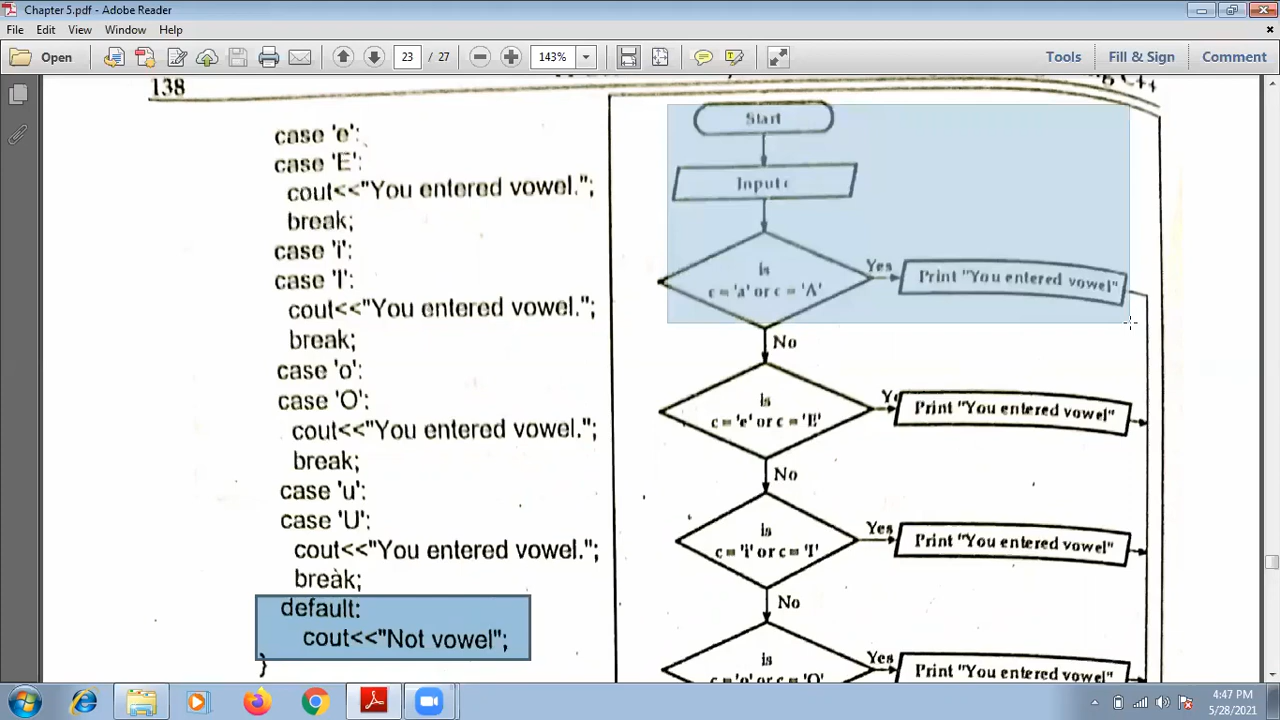 Chapter 5.pdf - Adobe Reader
File Edit View Window Help
Open 23 / 27 143% Tools Fill & Sign Comment
138
case 'e':
case 'E':
cout<<"You entered vowel.";
break;
case 'i':
case 'I':
cout<<"You entered vowel.";
break;
case 'o':
case 'O':
cout<<"You entered vowel.";
break;
case 'u':
case 'U':
cout<<"You entered vowel.";
break;
default:
cout<<"Not vowel";
}
Start
Input c
is
c = 'a' or c = 'A'
Yes
Print "You entered vowel"
No
is
c = 'e' or c = 'E'
Print "You entered vowel"
No
is
c = 'i' or c = 'I'
Yes
Print "You entered vowel"
No
is
c = 'o' or c = 'O'
Yes
Print "You entered vowel"
4:47 PM
5/28/2021